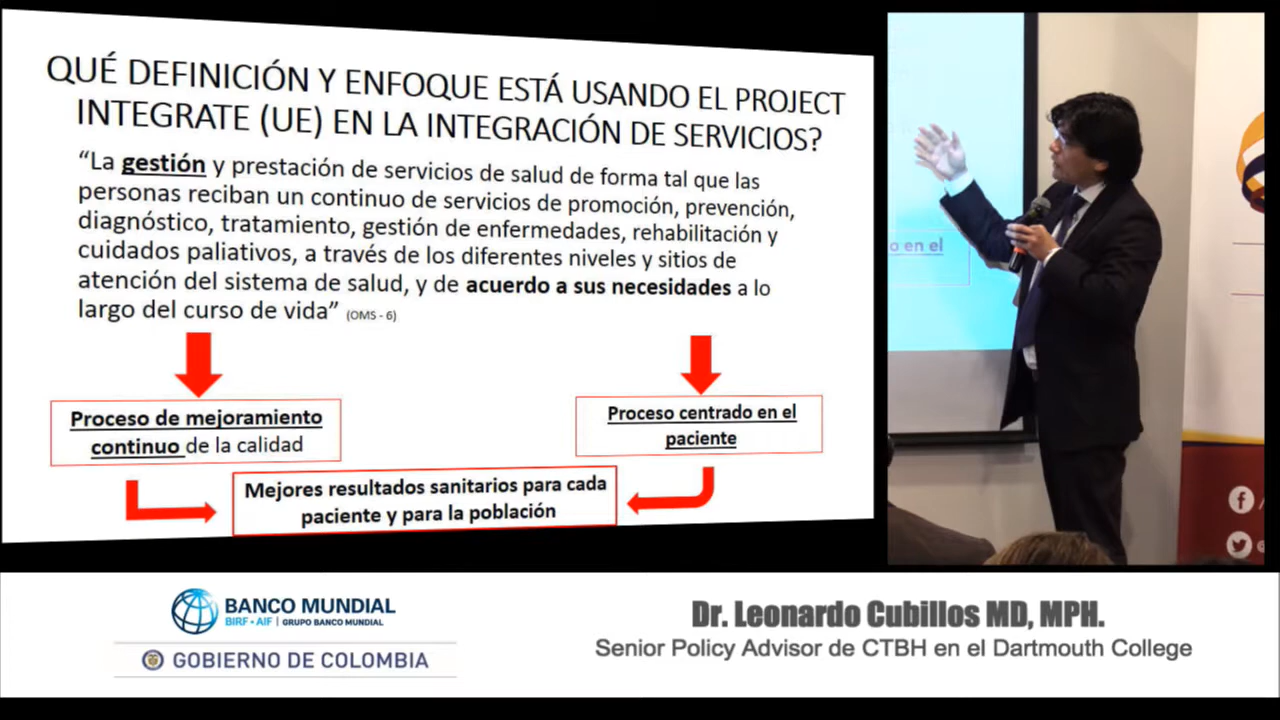 QUÉ DEFINICIÓN Y ENFOQUE ESTÁ USANDO EL PROJECT
INTEGRATE (UE) EN LA INTEGRACIÓN DE SERVICIOS?
“La gestión y prestación de servicios de salud de forma tal que las
personas reciban un continuo de servicios de promoción, prevención,
diagnóstico, tratamiento, gestión de enfermedades, rehabilitación y
cuidados paliativos, a través de los diferentes niveles y sitios de
atención del sistema de salud, y de acuerdo a sus necesidades a lo
largo del curso de vida” (OMS - 6)
Proceso de mejoramiento
continuo de la calidad
Proceso centrado en el
paciente
Mejores resultados sanitarios para cada
paciente y para la población
en el
BANCO MUNDIAL
BIRF • AIF | GRUPO BANCO MUNDIAL
GOBIERNO DE COLOMBIA
Dr. Leonardo Cubillos MD, MPH.
Senior Policy Advisor de CTBH en el Dartmouth College